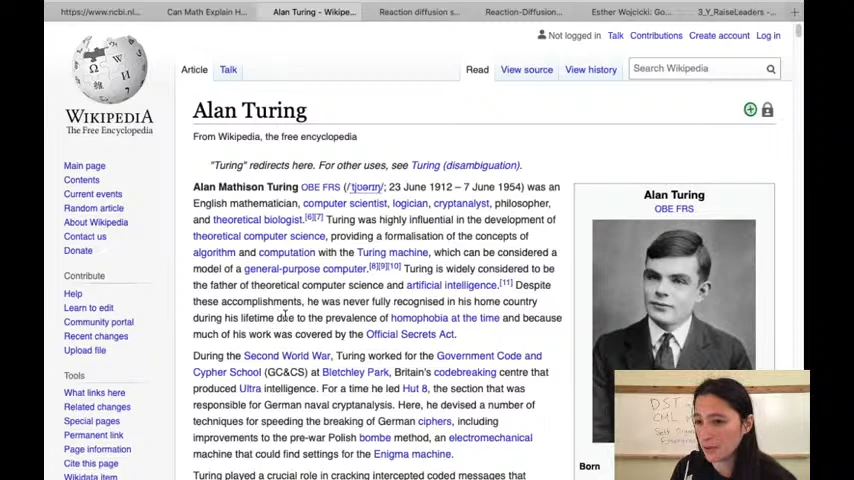 https://www.ncbi.nl...
Can Math Explain H...
Alan Turing - Wikipe...
Reaction diffusion s...
Reaction-Diffusion...
Esther Wojcicki: Go...
3_Y_RaiseLeaders -...
Not logged in Talk Contributions Create account Log in
Article Talk
Read View source View history
Search Wikipedia
WIKIPEDIA
The Free Encyclopedia
Main page
Contents
Current events
Random article
About Wikipedia
Contact us
Donate
Contribute
Help
Learn to edit
Community portal
Recent changes
Upload file
Tools
What links here
Related changes
Special pages
Permanent link
Page information
Cite this page
Wikidata item
Alan Turing
From Wikipedia, the free encyclopedia
"Turing" redirects here. For other uses, see Turing (disambiguation).
Alan Mathison Turing OBE FRS (/ˈtjʊərɪŋ/; 23 June 1912 – 7 June 1954) was an
English mathematician, computer scientist, logician, cryptanalyst, philosopher,
and theoretical biologist.[6][7] Turing was highly influential in the development of
theoretical computer science, providing a formalisation of the concepts of
algorithm and computation with the Turing machine, which can be considered a
model of a general-purpose computer.[8][9][10] Turing is widely considered to be
the father of theoretical computer science and artificial intelligence.[11] Despite
these accomplishments, he was never fully recognised in his home country
during his lifetime due to the prevalence of homophobia at the time and because
much of his work was covered by the Official Secrets Act.
During the Second World War, Turing worked for the Government Code and
Cypher School (GC&CS) at Bletchley Park, Britain's codebreaking centre that
produced Ultra intelligence. For a time he led Hut 8, the section that was
responsible for German naval cryptanalysis. Here, he devised a number of
techniques for speeding the breaking of German ciphers, including
improvements to the pre-war Polish bombe method, an electromechanical
machine that could find settings for the Enigma machine.
Turing played a crucial role in cracking intercepted coded messages that
Alan Turing
OBE FRS
Born
DST
CML